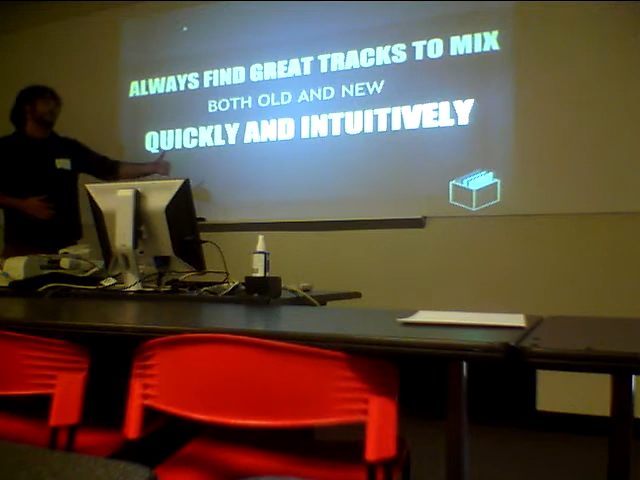 ALWAYS FIND GREAT TRACKS TO MIX
BOTH OLD AND NEW
QUICKLY AND INTUITIVELY